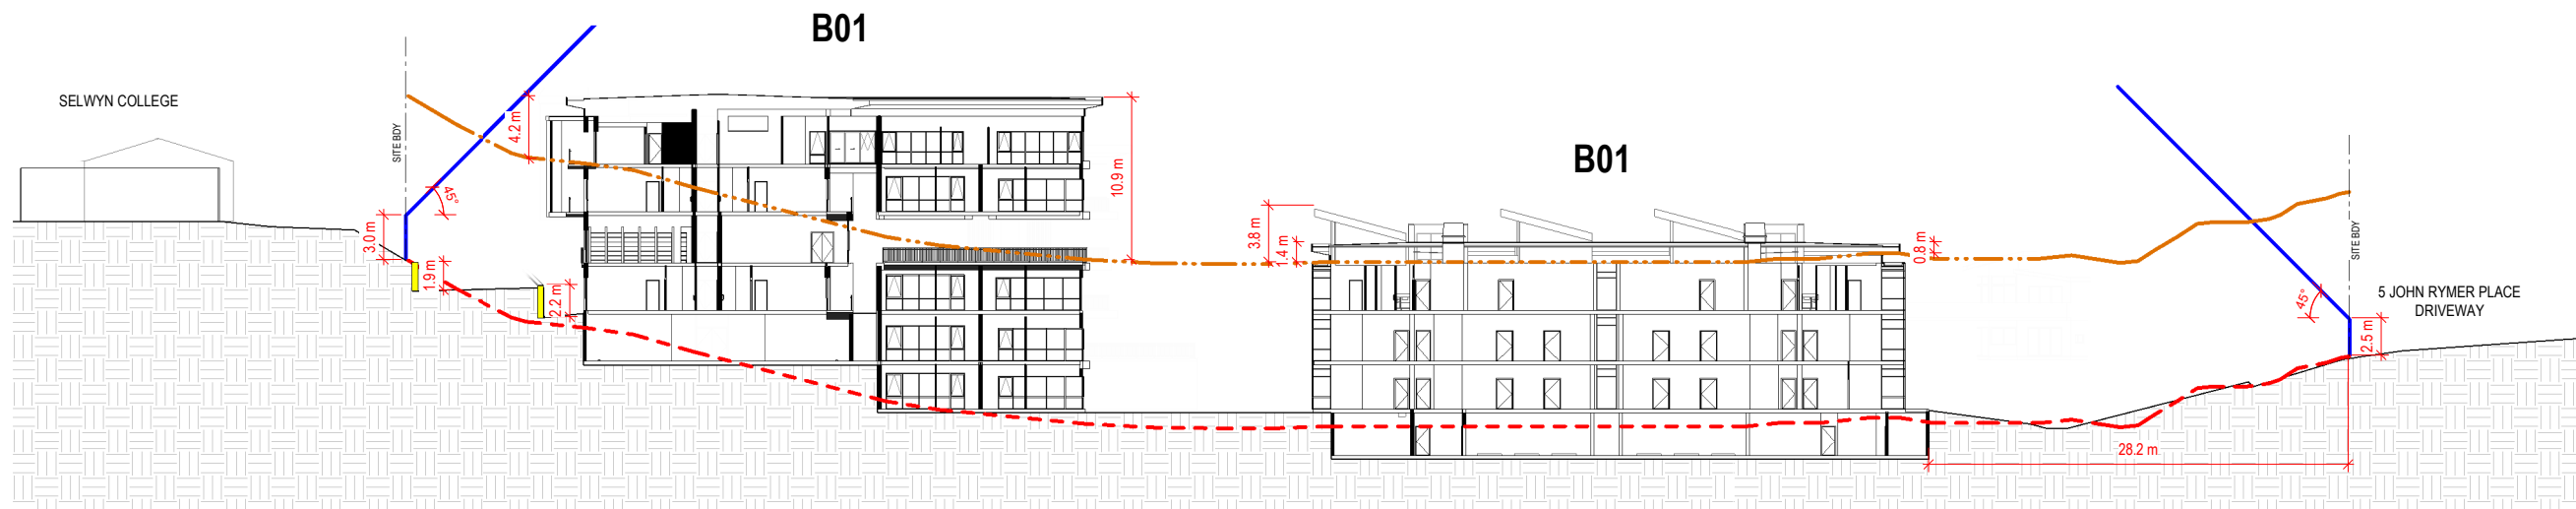 B01
SELWYN COLLEGE
SITE BDY
4.2 m
45°
3.0 m
1.9 m
2.2 m
10.9 m
B01
3.8 m
1.4 m
0.8 m
SITE BDY
45°
5 JOHN RYMER PLACE
DRIVEWAY
2.5 m
28.2 m